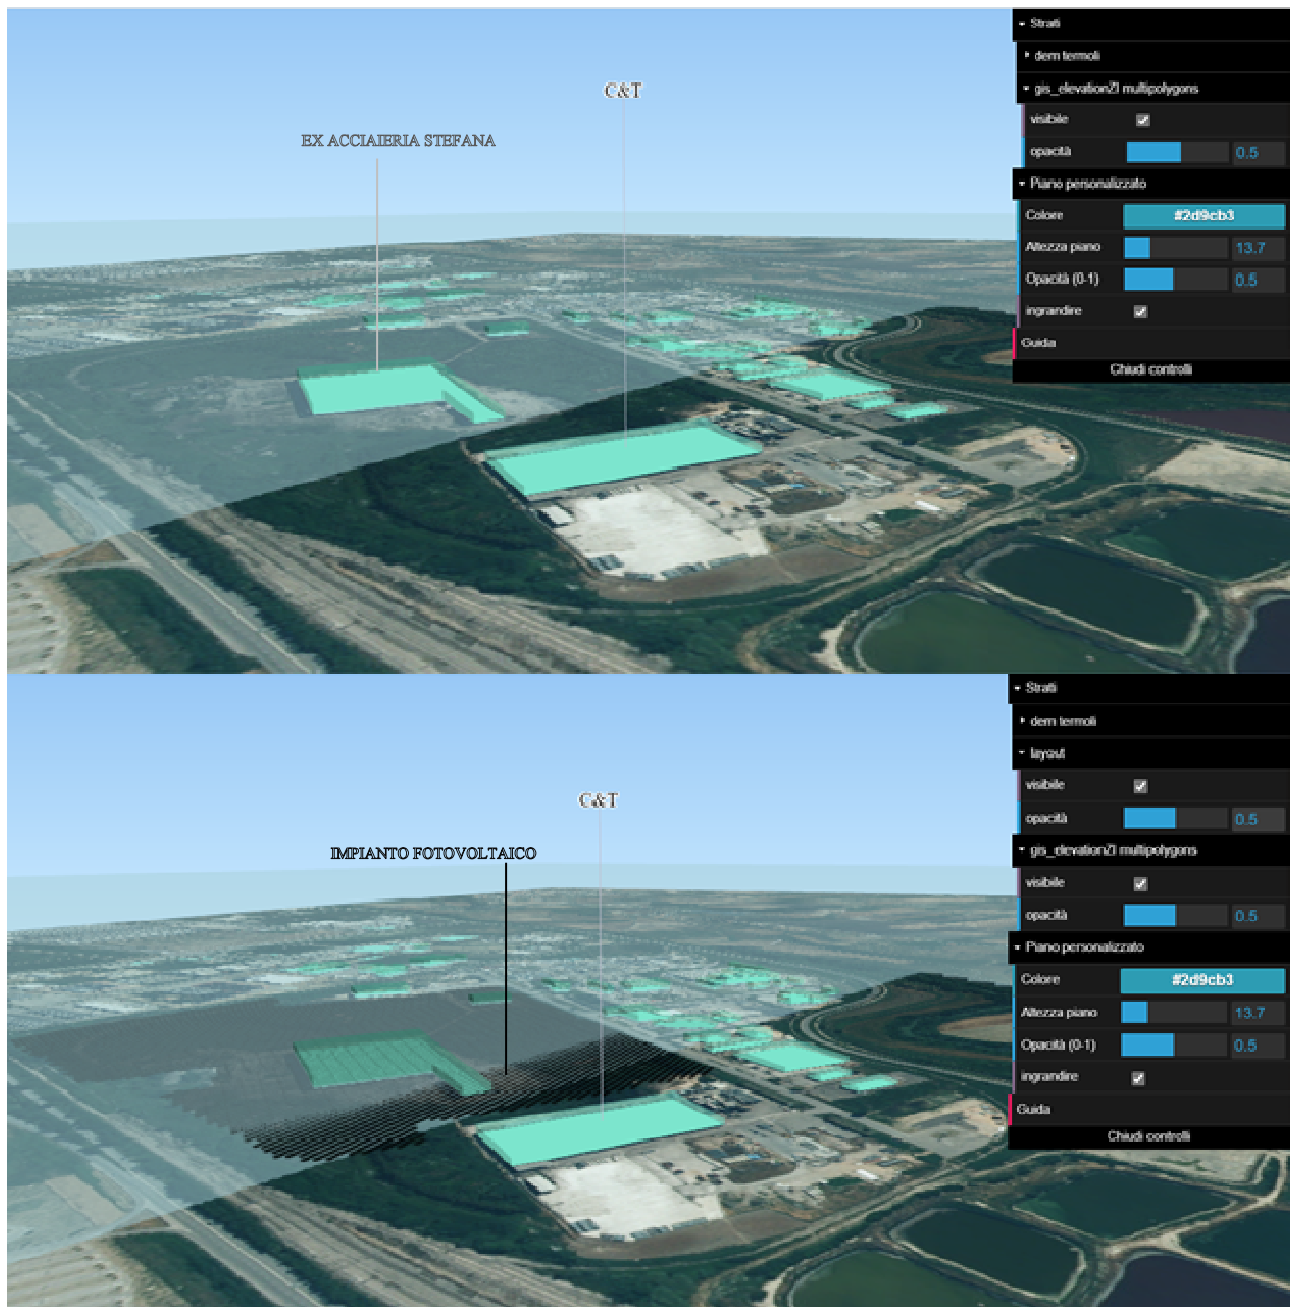 Strati
C&T
dem termoli
gis_elevationZI multipolygons
visibile
EX ACCIAIERIA STEFANA
opacità 0.5
Piano personalizzato
Colore #2d9cb3
Altezza piano 13.7
Opacità (0-1) 0.5
ingrandire
Guida
Chiudi controlli
Strati
dem termoli
layout
visibile
C&T
opacità 0.5
IMPIANTO FOTOVOLTAICO
gis_elevationZI multipolygons
visibile
opacità 0.5
Piano personalizzato
Colore #2d9cb3
Altezza piano 13.7
Opacità (0-1) 0.5
ingrandire
Guida
Chiudi controlli